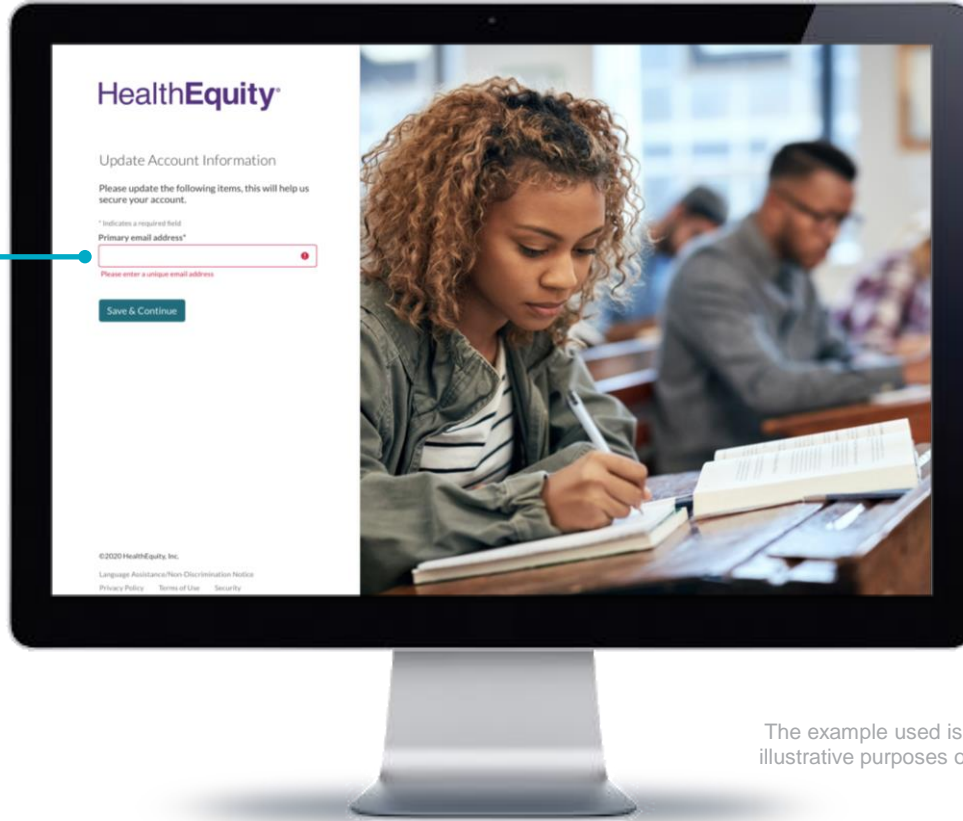 HealthEquity
Update Account Information
Please update the following items, this will help us
secure your account.
* Indicates a required field
Primary email address*
Please enter a unique email address
Save & Continue
©2020 HealthEquity, Inc.
Language Assistance/Non-Discrimination Notice
Privacy Policy Terms of Use Security
The example used is
illustrative purposes